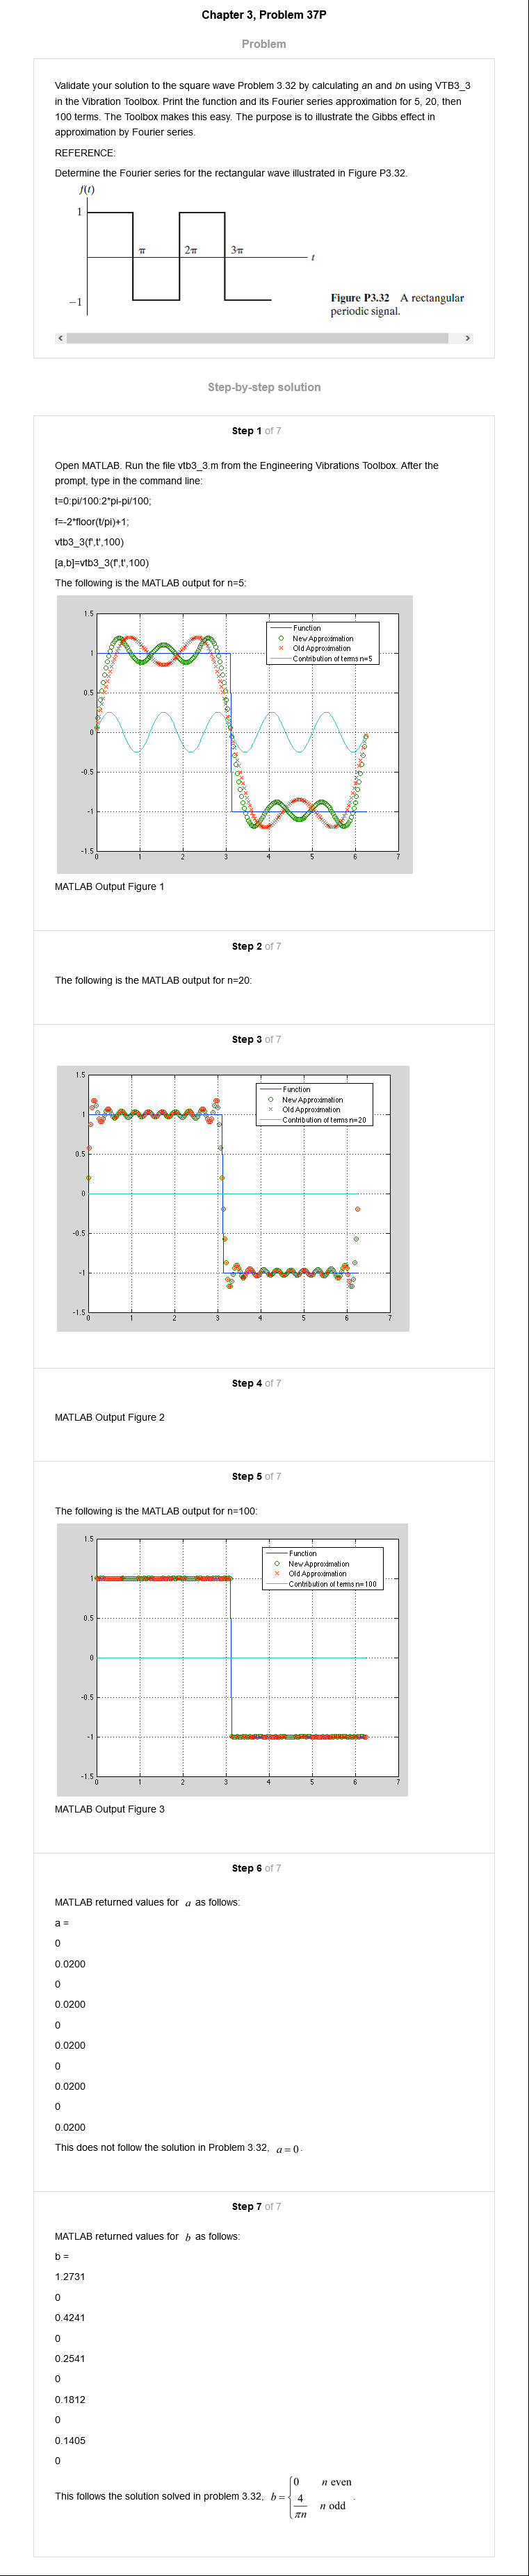 Chapter 3, Problem 37P
Problem
Validate your solution to the square wave Problem 3.32 by calculating an and bn using VTB3_3
in the Vibration Toolbox. Print the function and its Fourier series approximation for 5, 20, then
100 terms. The Toolbox makes this easy. The purpose is to illustrate the Gibbs effect in
approximation by Fourier series.
REFERENCE:
Determine the Fourier series for the rectangular wave illustrated in Figure P3.32.
f(t)
1
π 2π 3π
t
−1
Figure P3.32 A rectangular
periodic signal.
Step-by-step solution
Step 1 of 7
Open MATLAB. Run the file vtb3_3.m from the Engineering Vibrations Toolbox. After the
prompt, type in the command line:
t=0:pi/100:2*pi-pi/100;
f=-2*floor(t/pi)+1;
vtb3_3(f',t',100)
[a,b]=vtb3_3(f',t',100)
The following is the MATLAB output for n=5:
1.5
1
0.5
0
-0.5
-1
-1.5
0 1 2 3 4 5 6 7
Function
New Approximation
Old Approximation
Contribution of terms n=5
MATLAB Output Figure 1
Step 2 of 7
The following is the MATLAB output for n=20:
Step 3 of 7
1.5
1
0.5
0
-0.5
-1
-1.5
0 1 2 3 4 5 6 7
Function
New Approximation
Old Approximation
Contribution of terms n=20
Step 4 of 7
MATLAB Output Figure 2
Step 5 of 7
The following is the MATLAB output for n=100:
1.5
1
0.5
0
-0.5
-1
-1.5
0 1 2 3 4 5 6 7
Function
New Approximation
Old Approximation
Contribution of terms n=100
MATLAB Output Figure 3
Step 6 of 7
MATLAB returned values for a as follows:
a =
0
0.0200
0
0.0200
0
0.0200
0
0.0200
0
0.0200
This does not follow the solution in Problem 3.32, a = 0.
Step 7 of 7
MATLAB returned values for b as follows:
b =
1.2731
0
0.4241
0
0.2541
0
0.1812
0
0.1405
0
This follows the solution solved in problem 3.32, b = {0 n even
4/πn n odd .